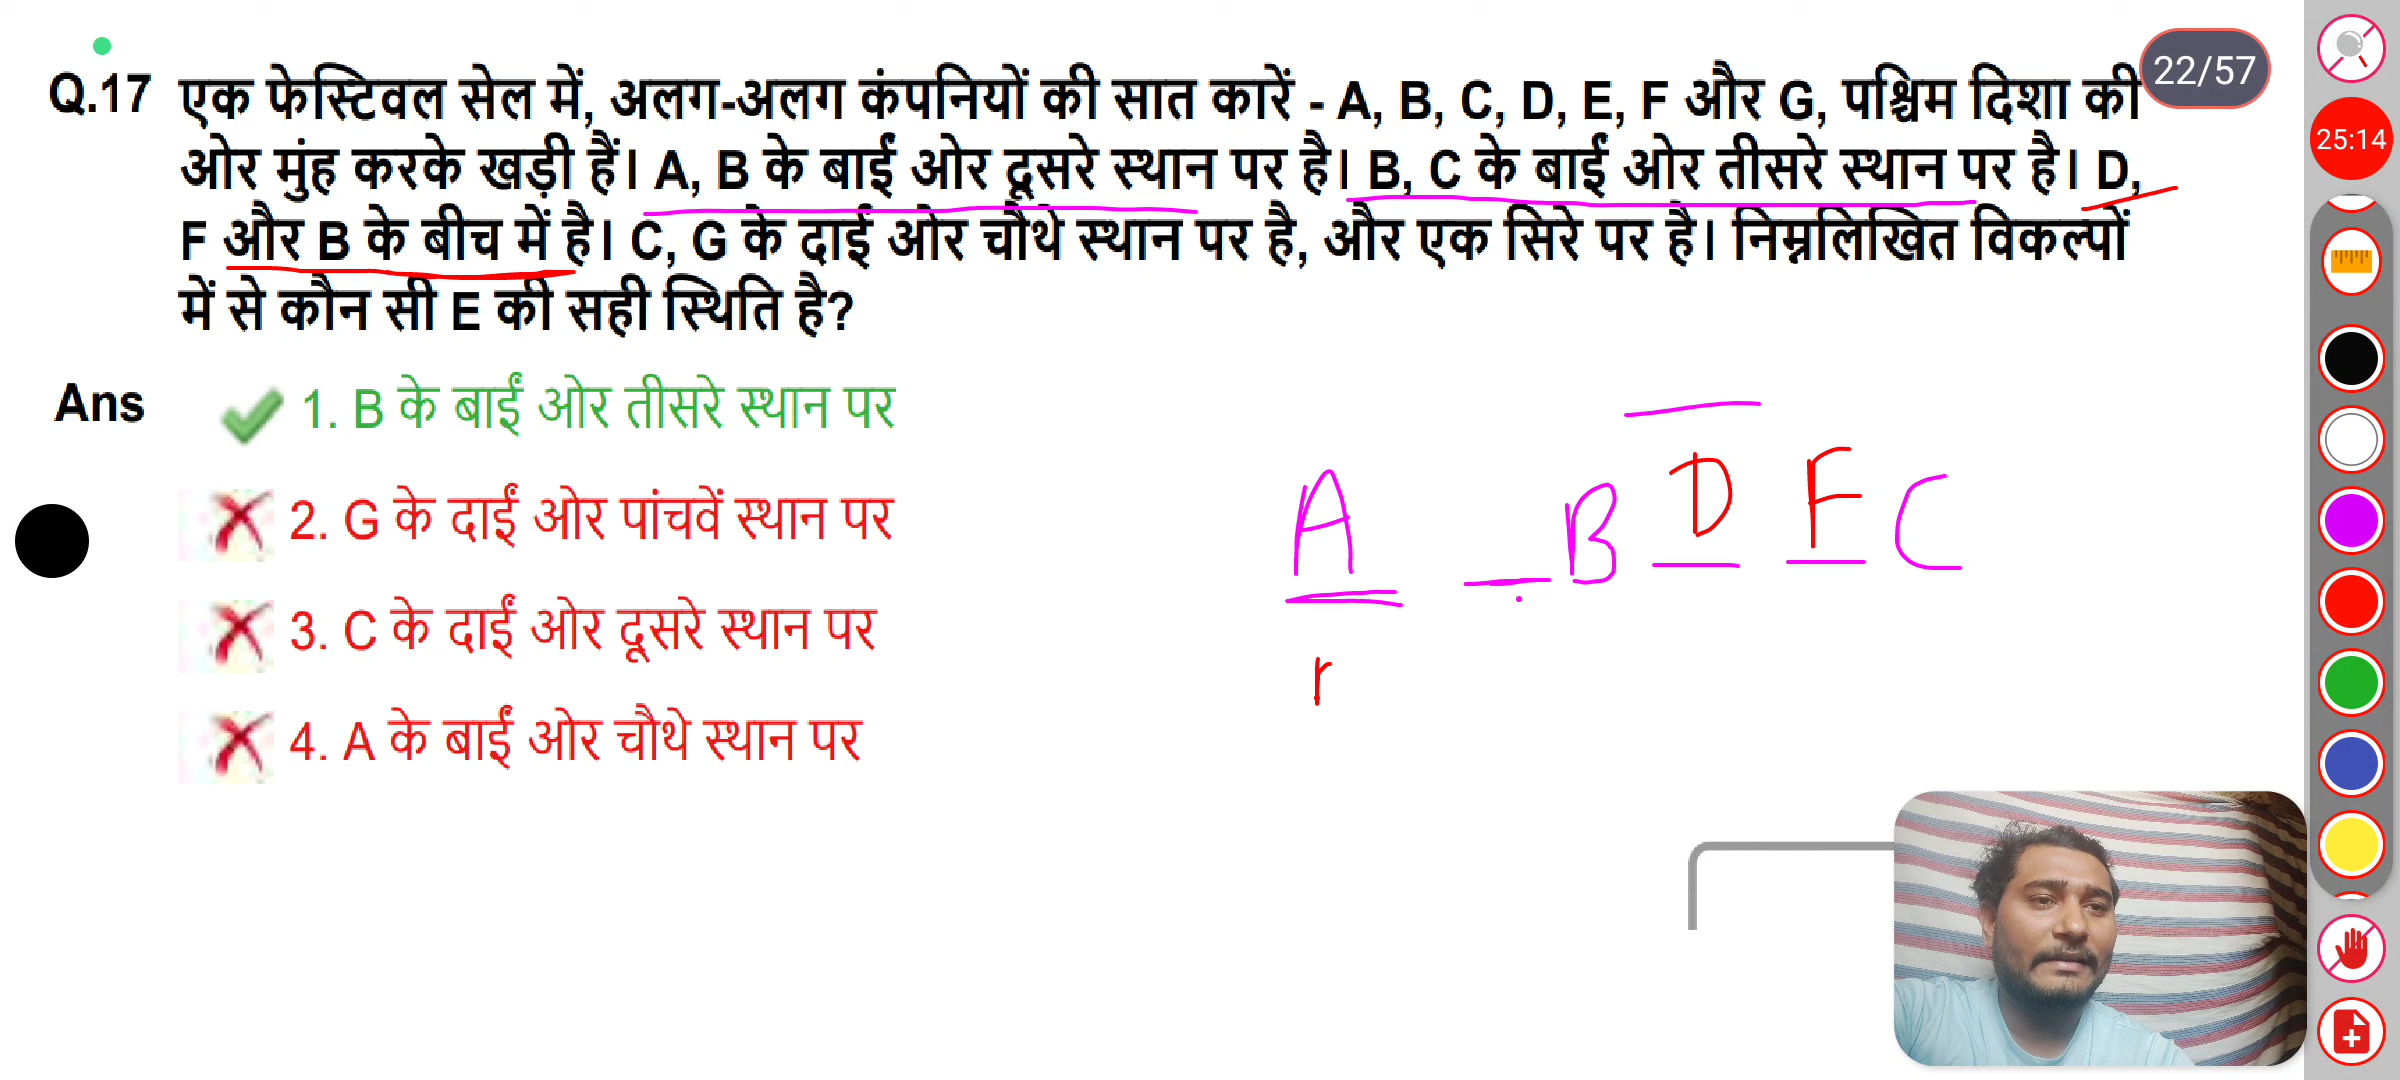 22/57
25:14
Q.17 एक फेस्टिवल सेल में, अलग-अलग कंपनियों की सात कारें - A, B, C, D, E, F और G, पश्चिम दिशा की
ओर मुंह करके खड़ी हैं। A, B के बाईं ओर दूसरे स्थान पर है। B, C के बाईं ओर तीसरे स्थान पर है। D,
F और B के बीच में है। C, G के दाईं ओर चौथे स्थान पर है, और एक सिरे पर है। निम्नलिखित विकल्पों
में से कौन सी E की सही स्थिति है?
Ans 1. B के बाईं ओर तीसरे स्थान पर
2. G के दाईं ओर पांचवें स्थान पर
3. C के दाईं ओर दूसरे स्थान पर
4. A के बाईं ओर चौथे स्थान पर
A _ B D F C
r